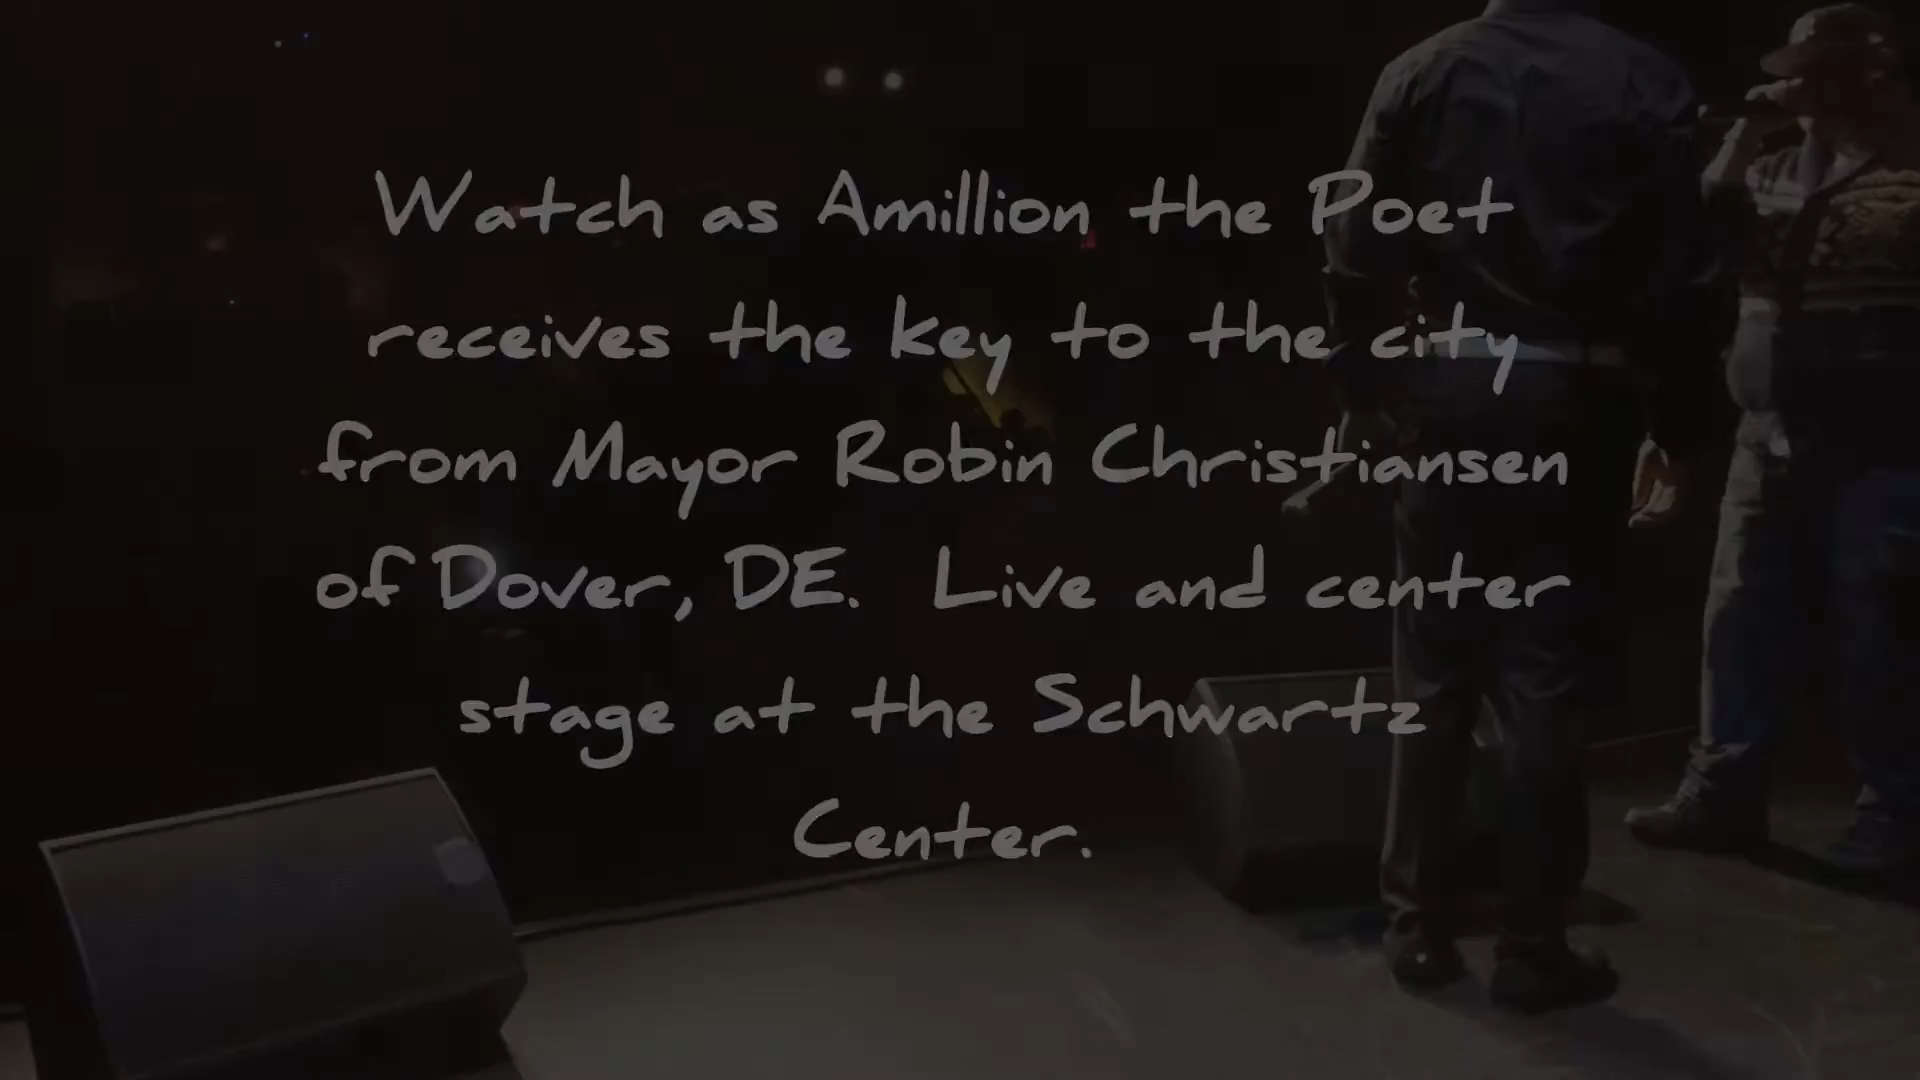 Watch as Amillion the Poet
receives the key to the city
from Mayor Robin Christiansen
of Dover, DE. Live and center
stage at the Schwartz
Center.